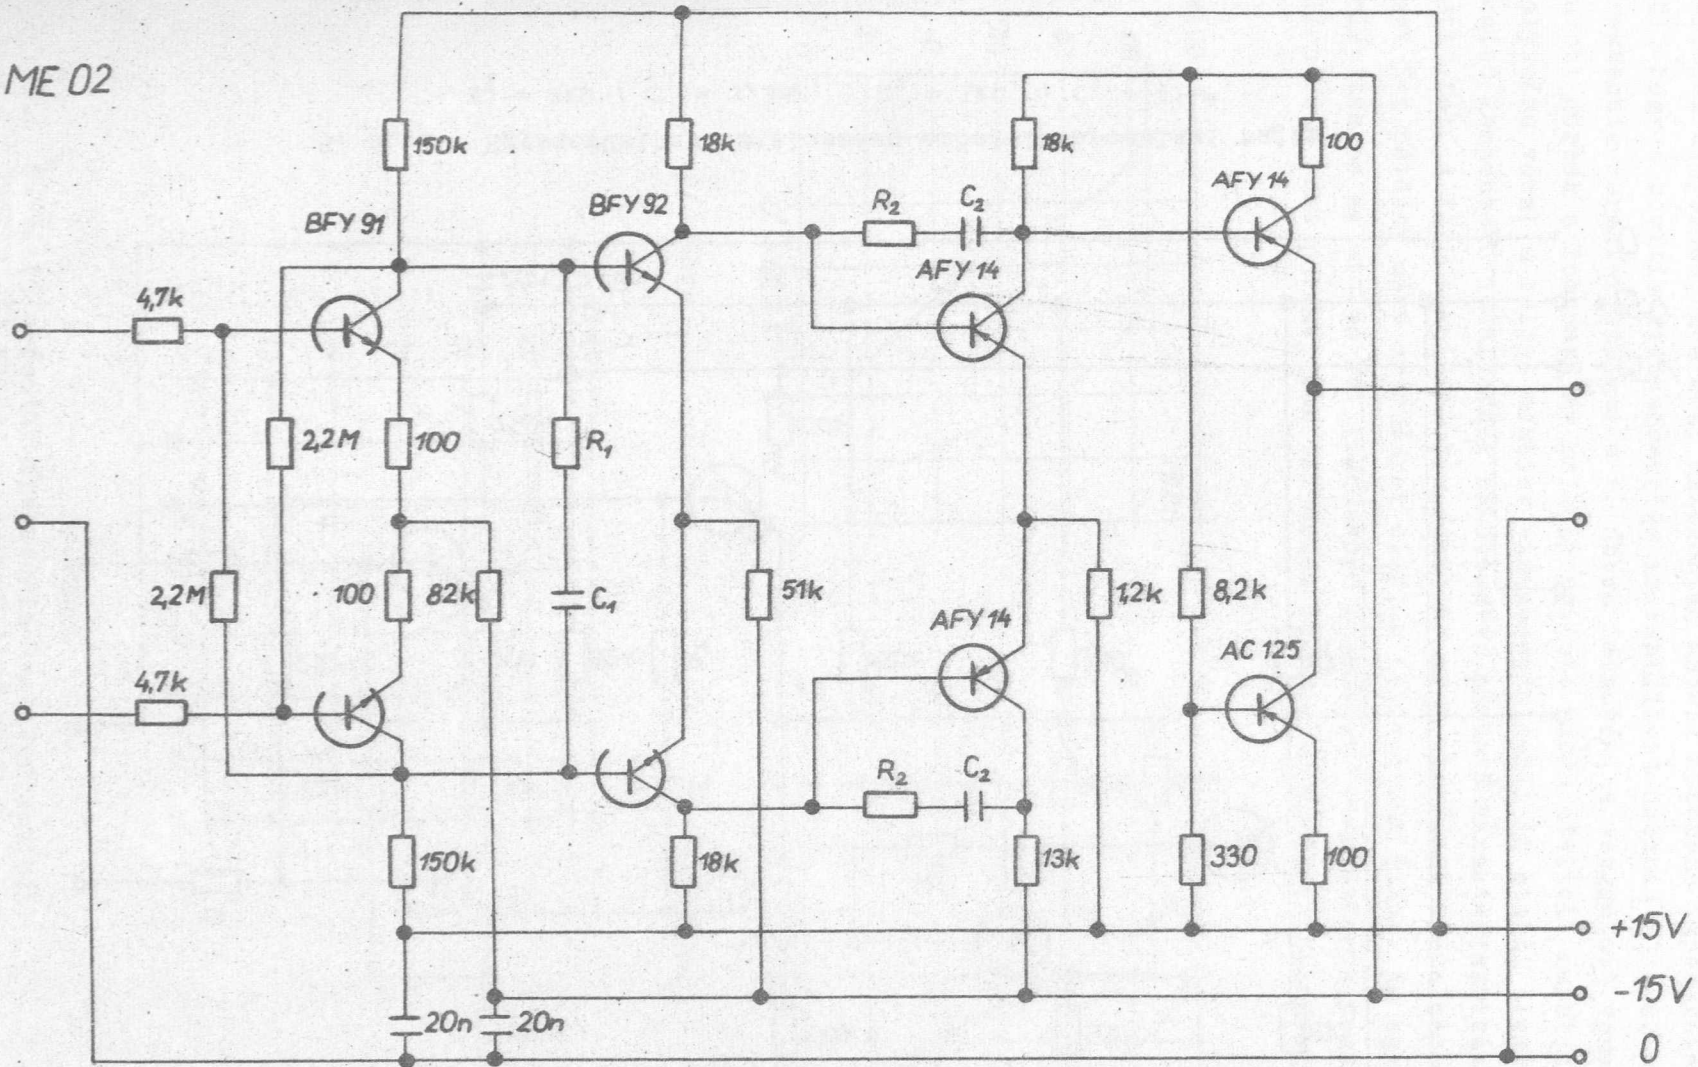 ME 02
150k
18k
18k
100
AFY 14
BFY 92
BFY 91
R2
C2
AFY 14
4,7k
2,2M
100
R1
2,2M
100
82k
C1
51k
1,2k
8,2k
AFY 14
AC 125
4,7k
R2
C2
150k
18k
13k
330
100
+15V
-15V
20n
20n
0